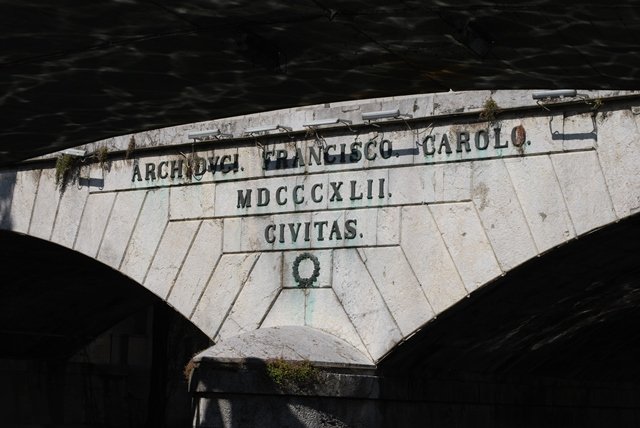 ARCHIDVCI. FRANCISCO. CAROLO.
MDCCCXLII.
CIVITAS.